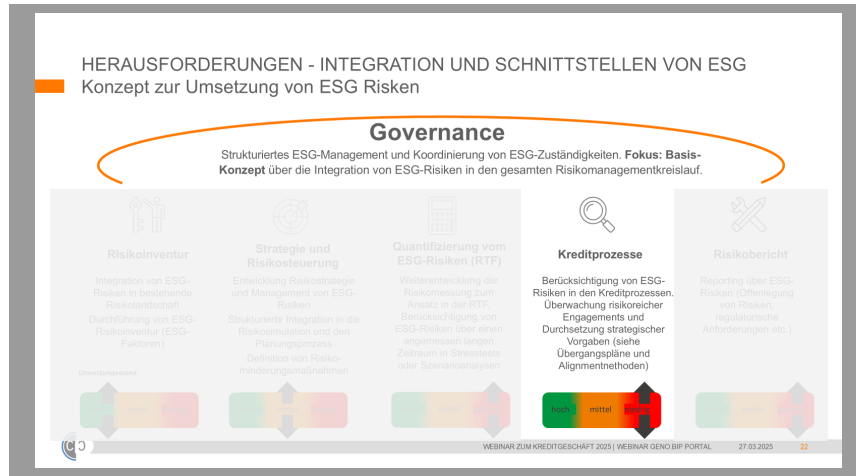 HERAUSFORDERUNGEN - INTEGRATION UND SCHNITTSTELLEN VON ESG
Konzept zur Umsetzung von ESG Risken
Governance
Strukturiertes ESG-Management und Koordinierung von ESG-Zuständigkeiten. Fokus: Basis-
Konzept über die Integration von ESG-Risiken in den gesamten Risikomanagementkreislauf.
Risikoinventur
Integration von ESG-
Risiken in bestehende
Risikolandschaft
Durchführung von ESG-
Risikoinventur (ESG-
Faktoren)
Umsetzungsstand
Strategie und
Risikosteuerung
Entwicklung Risikostrategie
und Management von ESG-
Risiken
Strukturierte Integration in die
Risikosimulation und den
Planungsprozess
Definition von Risiko-
minderungsmaßnahmen
Quantifizierung vom
ESG-Risiken (RTF)
Weiterentwicklung der
Risikomessung zum
Ansatz in der RTF.
Berücksichtigung von
ESG-Risiken über einen
angemessen langen
Zeitraum in Stresstests
oder Szenarioanalysen
Kreditprozesse
Berücksichtigung von ESG-
Risiken in den Kreditprozessen.
Überwachung risikoreicher
Engagements und
Durchsetzung strategischer
Vorgaben (siehe
Übergangspläne und
Alignmentnethoden)
hoch mittel niedrig
Risikobericht
Reporting über ESG-
Risiken (Offenlegung
von Risiken,
regulatorische
Anforderungen etc.)
WEBINAR ZUM KREDITGESCHÄFT 2025 | WEBINAR GENO.BIP PORTAL 27.03.2025 22